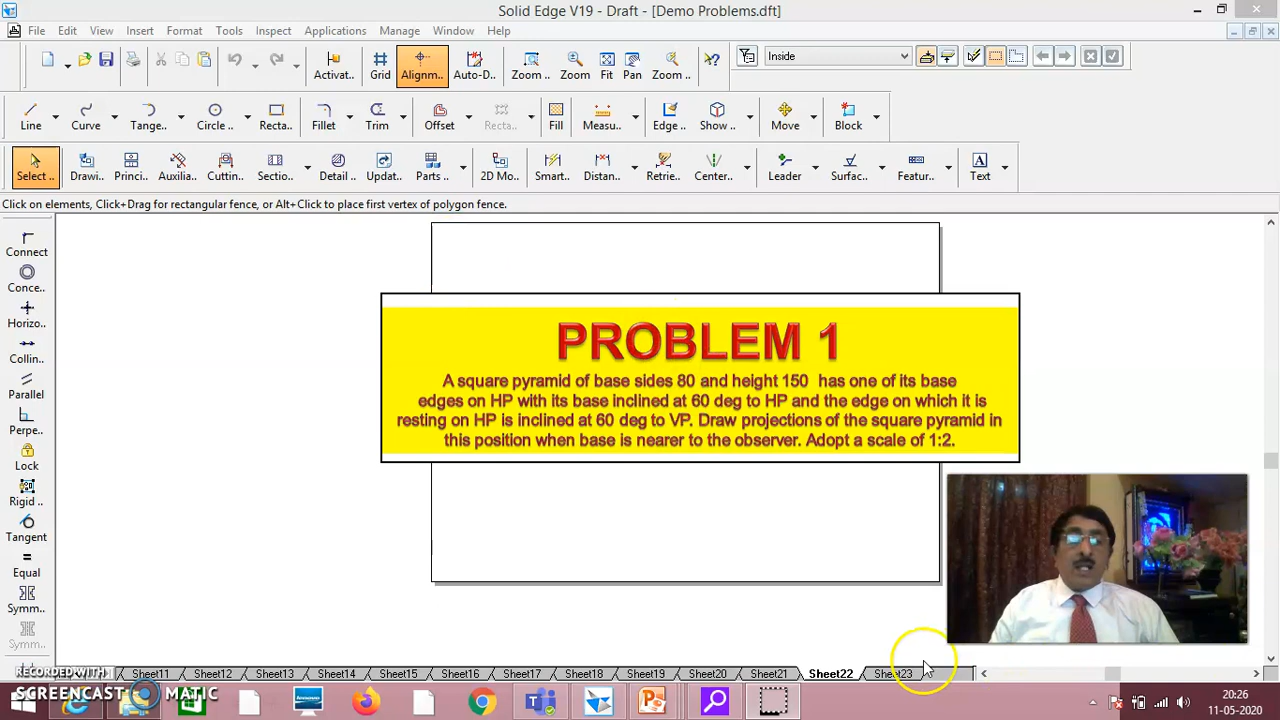 Solid Edge V19 - Draft - [Demo Problems.dft]
File Edit View Insert Format Tools Inspect Applications Manage Window Help
Activat.. Grid Alignm.. Auto-D.. Zoom .. Zoom Fit Pan Zoom .. Inside
Line Curve Tange.. Circle .. Recta.. Fillet Trim Offset Recta.. Fill Measu.. Edge .. Show .. Move Block
Select .. Drawi.. Princi.. Auxilia.. Cuttin.. Sectio.. Detail .. Updat.. Parts .. 2D Mo.. Smart.. Distan.. Retrie.. Center.. Leader Surfac.. Featur.. Text
Click on elements, Click+Drag for rectangular fence, or Alt+Click to place first vertex of polygon fence.
Connect
Conce..
Horizo..
Collin..
Parallel
Perpe..
Lock
Rigid ..
Tangent
Equal
Symm..
Symm..
PROBLEM 1
A square pyramid of base sides 80 and height 150 has one of its base
edges on HP with its base inclined at 60 deg to HP and the edge on which it is
resting on HP is inclined at 60 deg to VP. Draw projections of the square pyramid in
this position when base is nearer to the observer. Adopt a scale of 1:2.
Sheet11 Sheet12 Sheet13 Sheet14 Sheet15 Sheet16 Sheet17 Sheet18 Sheet19 Sheet20 Sheet21 Sheet22 Sheet23
RECORDED WITH
SCREENCAST MATIC
20:26
11-05-2020